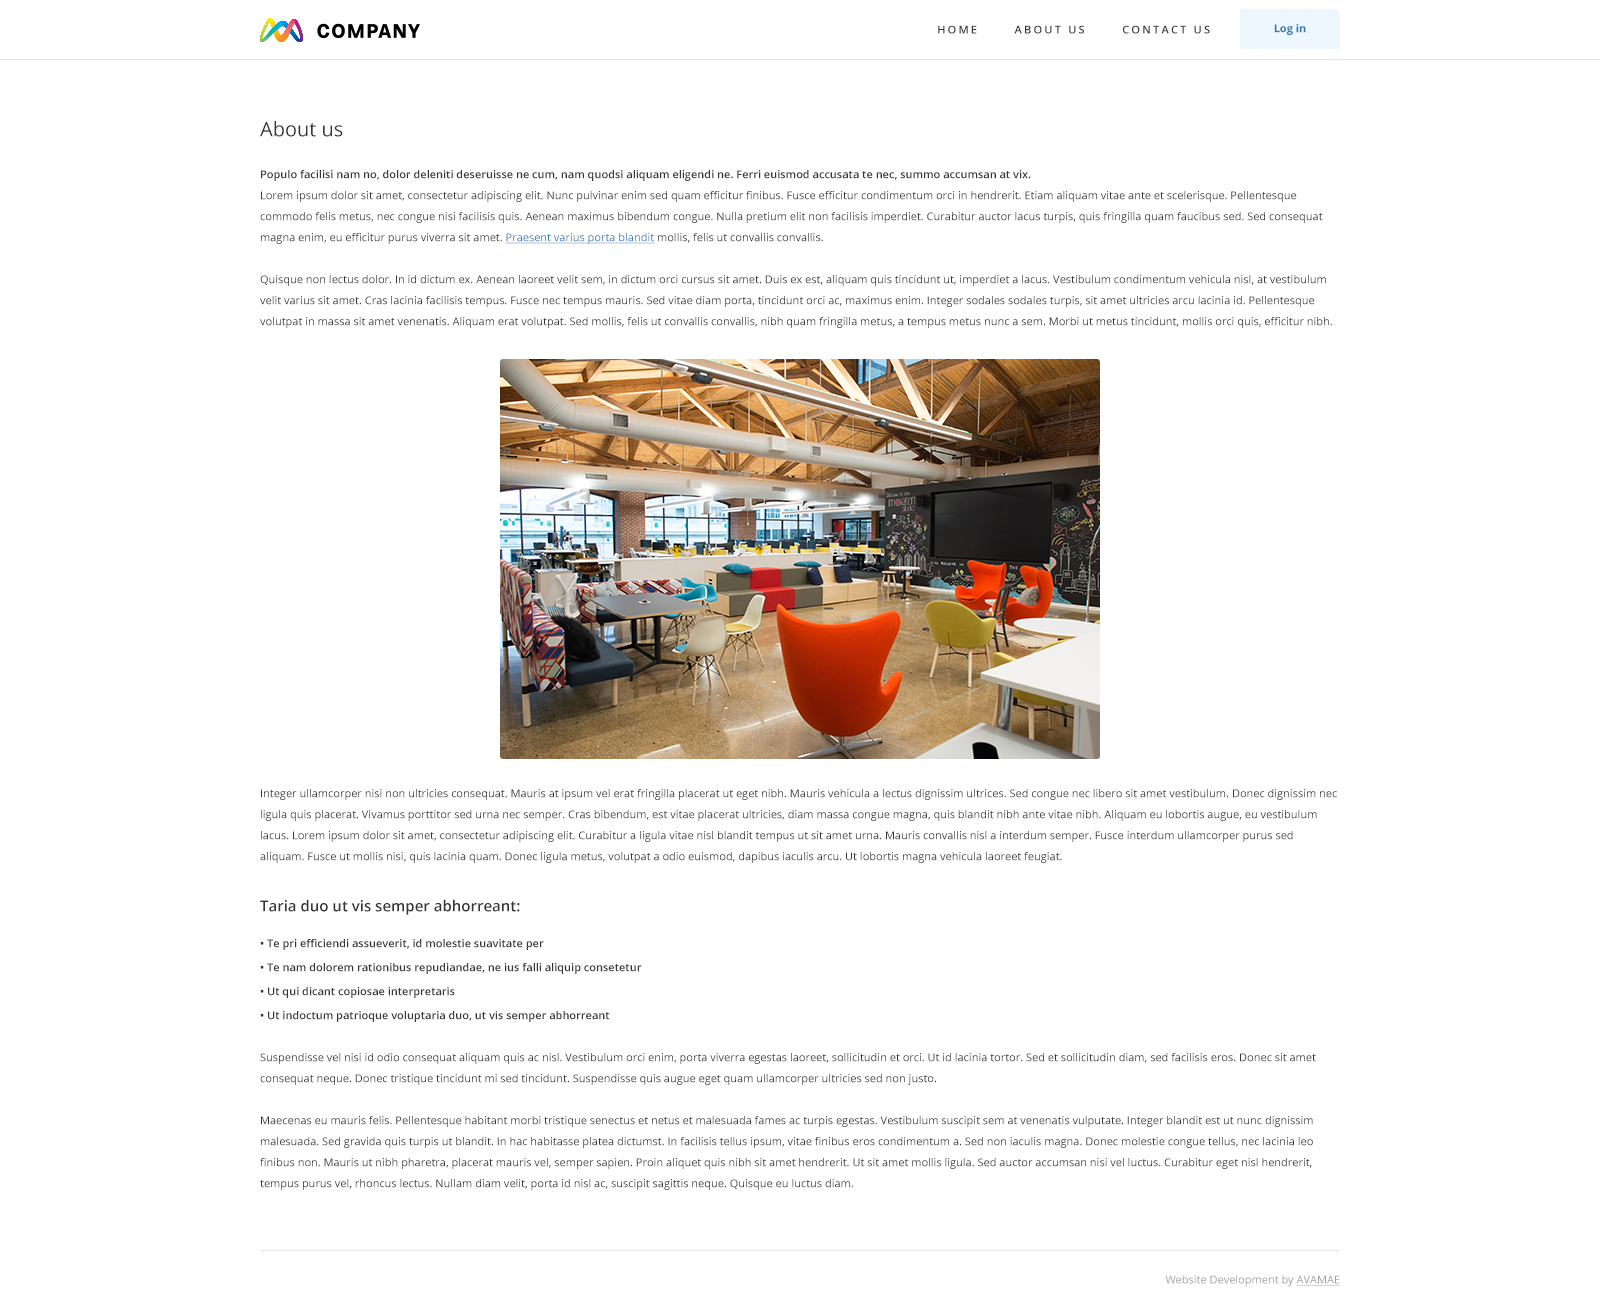 COMPANY
HOME
ABOUT US
CONTACT US
Log in
About us
Populo facilisi nam no, dolor deleniti deseruisse ne cum, nam quodsi aliquam eligendi ne. Ferri euismod accusata te nec, summo accumsan at vix.
Lorem ipsum dolor sit amet, consectetur adipiscing elit. Nunc pulvinar enim sed quam efficitur finibus. Fusce efficitur condimentum orci in hendrerit. Etiam aliquam vitae ante et scelerisque. Pellentesque
commodo felis metus, nec congue nisi facilisis quis. Aenean maximus bibendum congue. Nulla pretium elit non facilisis imperdiet. Curabitur auctor lacus turpis, quis fringilla quam faucibus sed. Sed consequat
magna enim, eu efficitur purus viverra sit amet. Praesent varius porta blandit mollis, felis ut convallis convallis.
Quisque non lectus dolor. In id dictum ex. Aenean laoreet velit sem, in dictum orci cursus sit amet. Duis ex est, aliquam quis tincidunt ut, imperdiet a lacus. Vestibulum condimentum vehicula nisl, at vestibulum
velit varius sit amet. Cras lacinia facilisis tempus. Fusce nec tempus mauris. Sed vitae diam porta, tincidunt orci ac, maximus enim. Integer sodales sodales turpis, sit amet ultricies arcu lacinia id. Pellentesque
volutpat in massa sit amet venenatis. Aliquam erat volutpat. Sed mollis, felis ut convallis convallis, nibh quam fringilla metus, a tempus metus nunc a sem. Morbi ut metus tincidunt, mollis orci quis, efficitur nibh.
Integer ullamcorper nisi non ultricies consequat. Mauris at ipsum vel erat fringilla placerat ut eget nibh. Mauris vehicula a lectus dignissim ultrices. Sed congue nec libero sit amet vestibulum. Donec dignissim nec
ligula quis placerat. Vivamus porttitor sed urna nec semper. Cras bibendum, est vitae placerat ultricies, diam massa congue magna, quis blandit nibh ante vitae nibh. Aliquam eu lobortis augue, eu vestibulum
lacus. Lorem ipsum dolor sit amet, consectetur adipiscing elit. Curabitur a ligula vitae nisl blandit tempus ut sit amet urna. Mauris convallis nisl a interdum semper. Fusce interdum ullamcorper purus sed
aliquam. Fusce ut mollis nisi, quis lacinia quam. Donec ligula metus, volutpat a odio euismod, dapibus iaculis arcu. Ut lobortis magna vehicula laoreet feugiat.
Taria duo ut vis semper abhorreant:
• Te pri efficiendi assueverit, id molestie suavitate per
• Te nam dolorem rationibus repudiandae, ne ius falli aliquip consetetur
• Ut qui dicant copiosae interpretaris
• Ut indoctum patrioque voluptaria duo, ut vis semper abhorreant
Suspendisse vel nisi id odio consequat aliquam quis ac nisl. Vestibulum orci enim, porta viverra egestas laoreet, sollicitudin et orci. Ut id lacinia tortor. Sed et sollicitudin diam, sed facilisis eros. Donec sit amet
consequat neque. Donec tristique tincidunt mi sed tincidunt. Suspendisse quis augue eget quam ullamcorper ultricies sed non justo.
Maecenas eu mauris felis. Pellentesque habitant morbi tristique senectus et netus et malesuada fames ac turpis egestas. Vestibulum suscipit sem at venenatis vulputate. Integer blandit est ut nunc dignissim
malesuada. Sed gravida quis turpis ut blandit. In hac habitasse platea dictumst. In facilisis tellus ipsum, vitae finibus eros condimentum a. Sed non iaculis magna. Donec molestie congue tellus, nec lacinia leo
finibus non. Mauris ut nibh pharetra, placerat mauris vel, semper sapien. Proin aliquet quis nibh sit amet hendrerit. Ut sit amet mollis ligula. Sed auctor accumsan nisi vel luctus. Curabitur eget nisl hendrerit,
tempus purus vel, rhoncus lectus. Nullam diam velit, porta id nisl ac, suscipit sagittis neque. Quisque eu luctus diam.
Website Development by AVAMAE